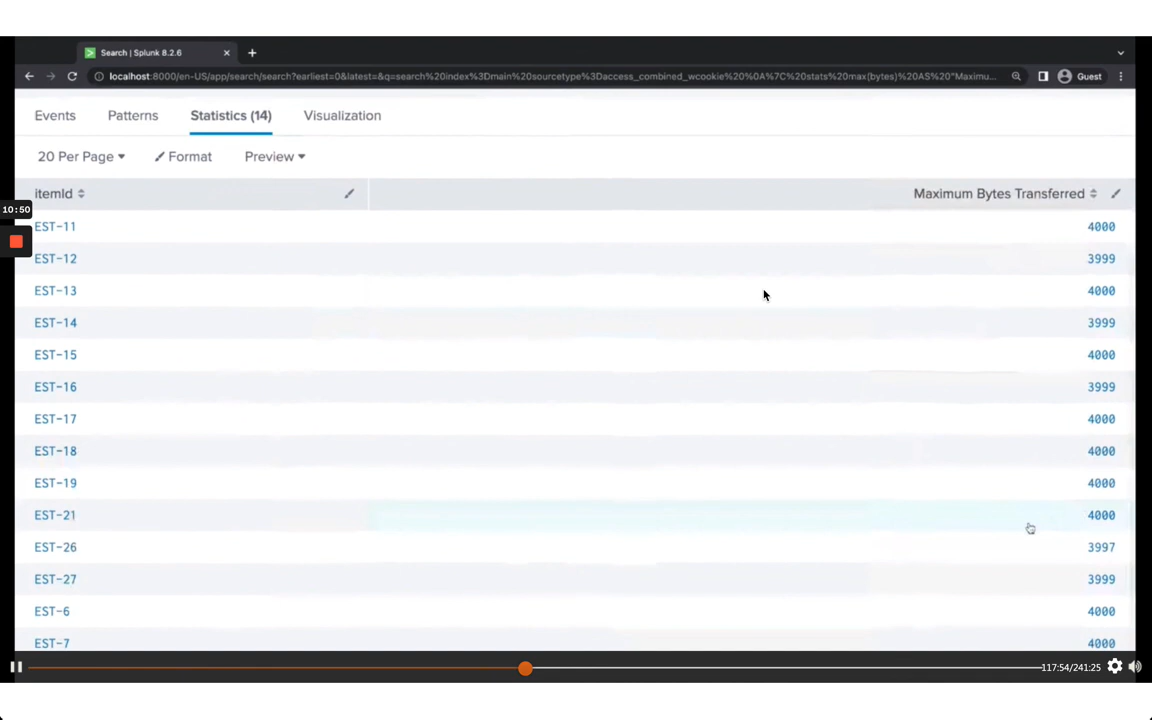 Search | Splunk 8.2.6
localhost:8000/en-US/app/search/search?earliest=0&latest=&q=search%20index%3Dmain%20sourcetype%3Daccess_combined_wcookie%20%0A%7C%20stats%20max(bytes)%20AS%20"Maximu...
Guest
Events Patterns Statistics (14) Visualization
20 Per Page Format Preview
itemId Maximum Bytes Transferred
10:50
EST-11 4000
EST-12 3999
EST-13 4000
EST-14 3999
EST-15 4000
EST-16 3999
EST-17 4000
EST-18 4000
EST-19 4000
EST-21 4000
EST-26 3997
EST-27 3999
EST-6 4000
EST-7 4000
117:54/241:25